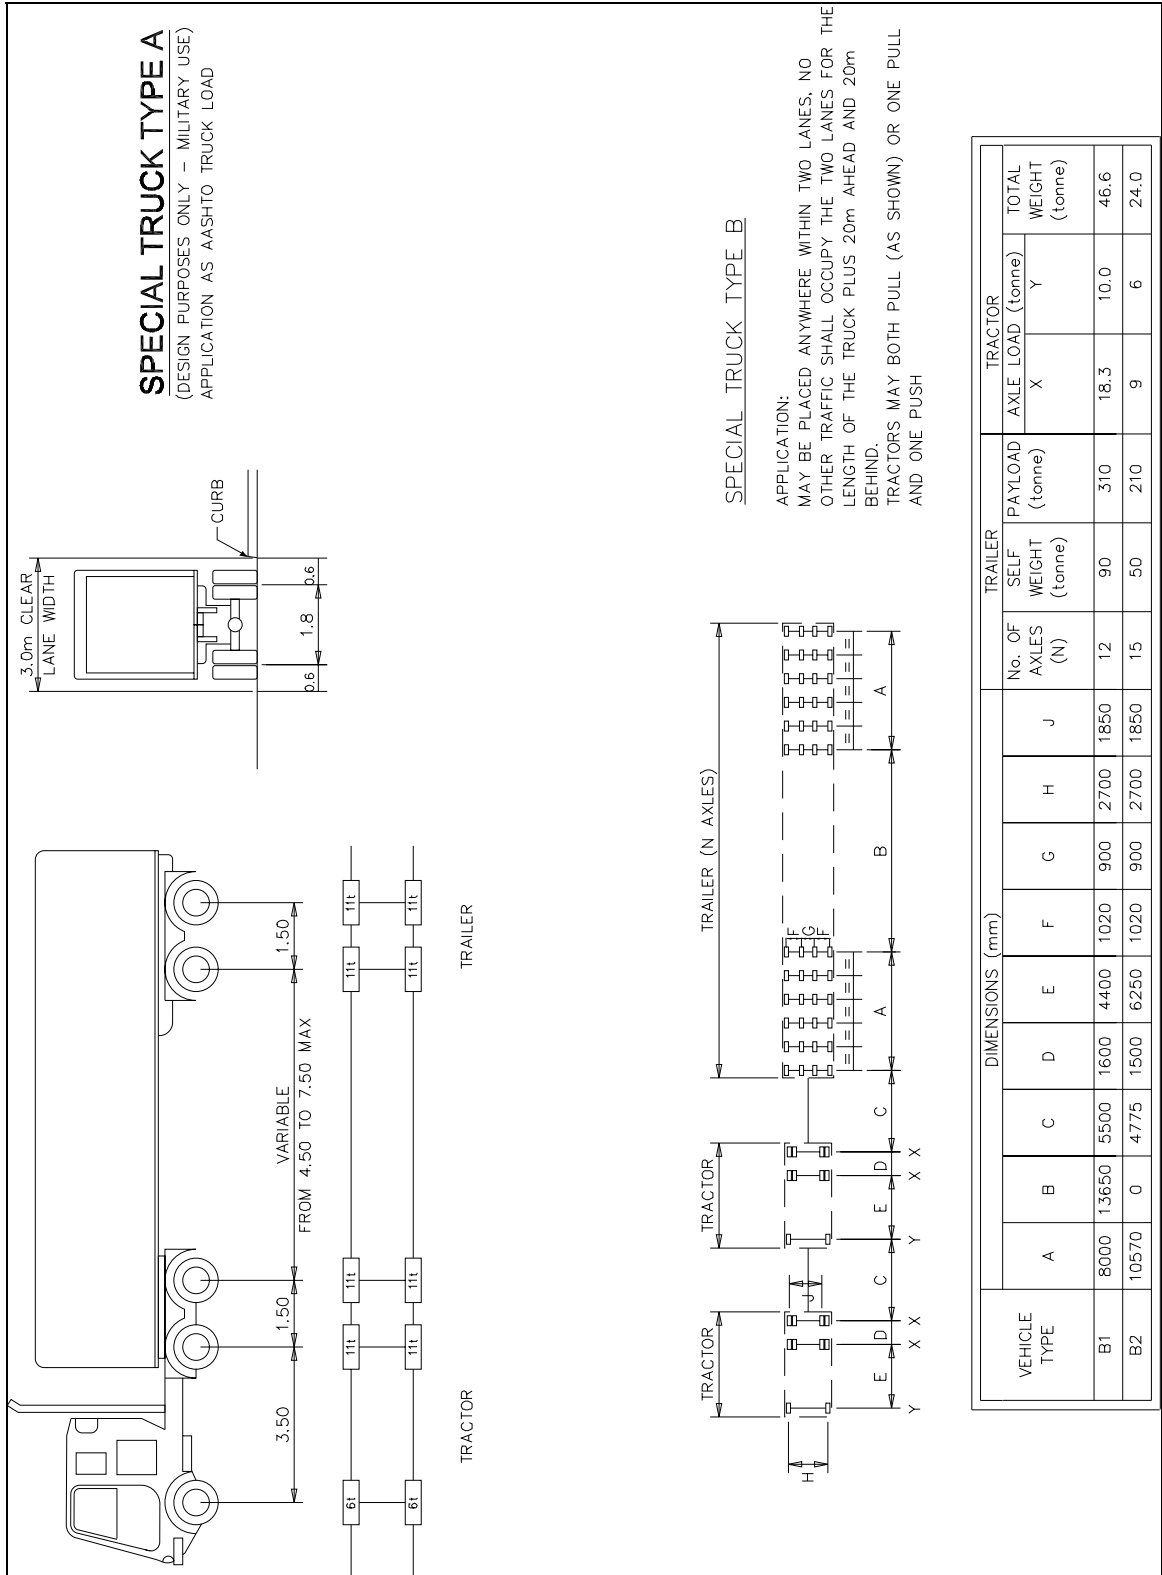 SPECIAL TRUCK TYPE A
(DESIGN PURPOSES ONLY – MILITARY USE)
APPLICATION AS AASHTO TRUCK LOAD
3.0m CLEAR
LANE WIDTH
CURB
0.6
1.8
0.6
3.50
1.50
VARIABLE
FROM 4.50 TO 7.50 MAX
1.50
6t
11t
11t
11t
11t
6t
11t
11t
11t
11t
TRACTOR
TRAILER
SPECIAL TRUCK TYPE B
APPLICATION:
MAY BE PLACED ANYWHERE WITHIN TWO LANES, NO
OTHER TRAFFIC SHALL OCCUPY THE TWO LANES FOR THE
LENGTH OF THE TRUCK PLUS 20m AHEAD AND 20m
BEHIND.
TRACTORS MAY BOTH PULL (AS SHOWN) OR ONE PULL
AND ONE PUSH
TRACTOR
TRACTOR
TRAILER (N AXLES)
H
J
F
G
F
= = = = =
= = = = =
E
D
C
E
D
C
A
B
A
Y
X
X
Y
X
X
VEHICLE
TYPE
DIMENSIONS (mm)
TRAILER
TRACTOR
A
B
C
D
E
F
G
H
J
No. OF
AXLES
(N)
SELF
WEIGHT
(tonne)
PAYLOAD
(tonne)
AXLE LOAD (tonne)
X
Y
TOTAL
WEIGHT
(tonne)
B1 8000 13650 5500 1600 4400 1020 900 2700 1850 12 90 310 18.3 10.0 46.6
B2 10570 0 4775 1500 6250 1020 900 2700 1850 15 50 210 9 6 24.0